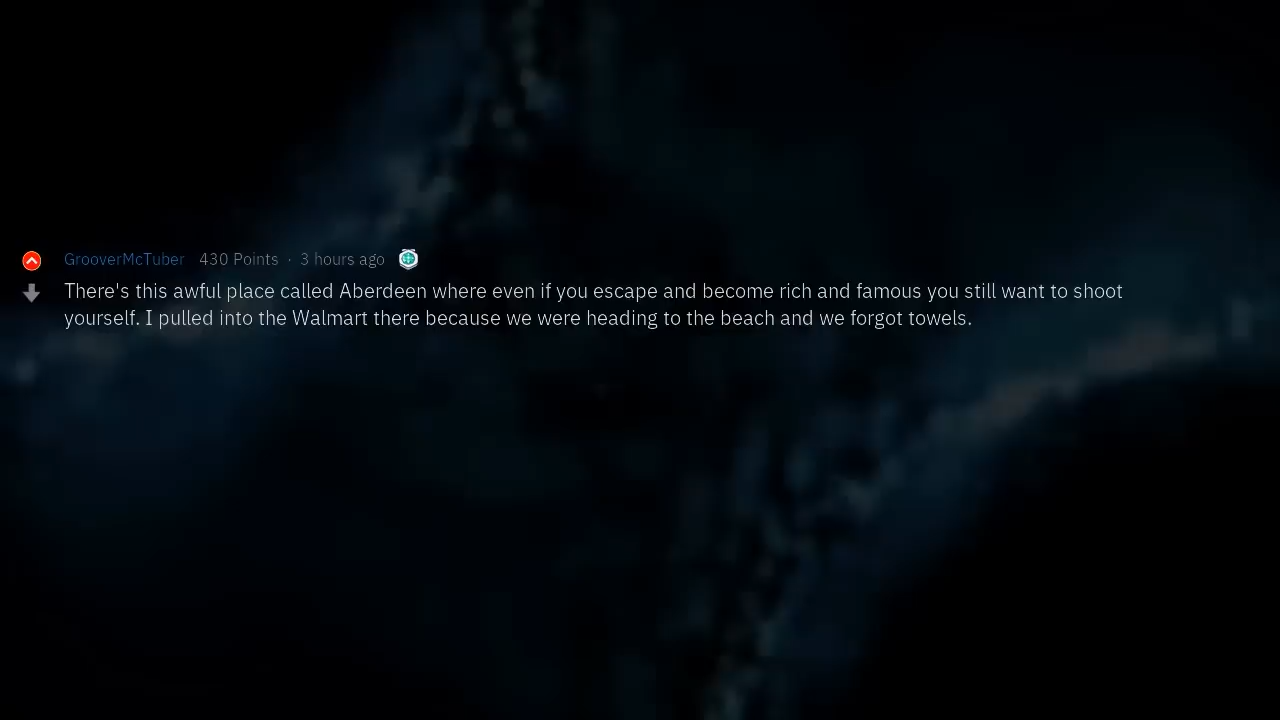 GrooverMcTuber 430 Points · 3 hours ago
There's this awful place called Aberdeen where even if you escape and become rich and famous you still want to shoot
yourself. I pulled into the Walmart there because we were heading to the beach and we forgot towels.